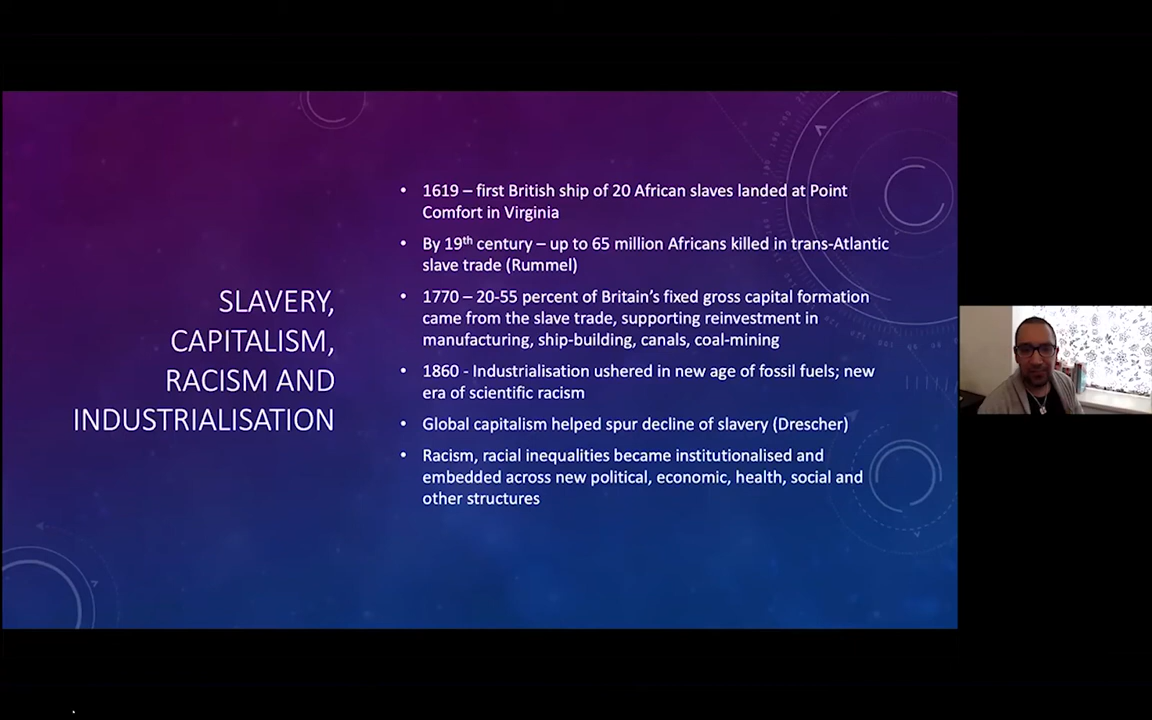 SLAVERY,
CAPITALISM,
RACISM AND
INDUSTRIALISATION
• 1619 – first British ship of 20 African slaves landed at Point
Comfort in Virginia
• By 19th century – up to 65 million Africans killed in trans-Atlantic
slave trade (Rummel)
• 1770 – 20-55 percent of Britain's fixed gross capital formation
came from the slave trade, supporting reinvestment in
manufacturing, ship-building, canals, coal-mining
• 1860 - Industrialisation ushered in new age of fossil fuels; new
era of scientific racism
• Global capitalism helped spur decline of slavery (Drescher)
• Racism, racial inequalities became institutionalised and
embedded across new political, economic, health, social and
other structures